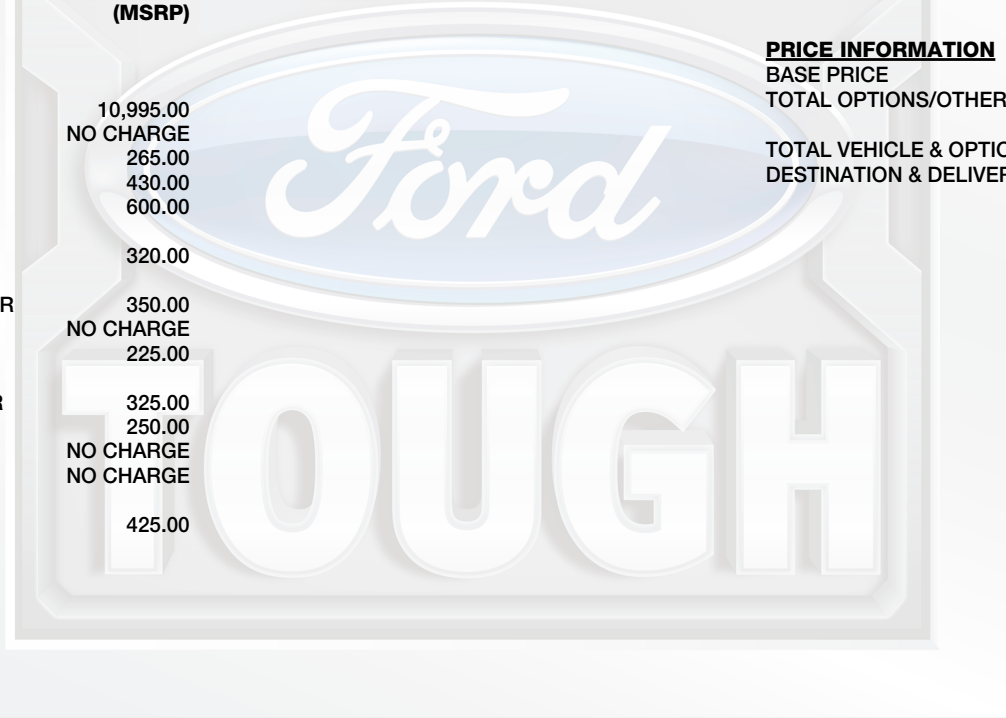 (MSRP)
10,995.00
NO CHARGE
265.00
430.00
600.00
320.00
R 350.00
NO CHARGE
225.00
R 325.00
250.00
NO CHARGE
NO CHARGE
425.00
PRICE INFORMATION
BASE PRICE
TOTAL OPTIONS/OTHER
TOTAL VEHICLE & OPTIO
DESTINATION & DELIVER
Ford
TOUGH